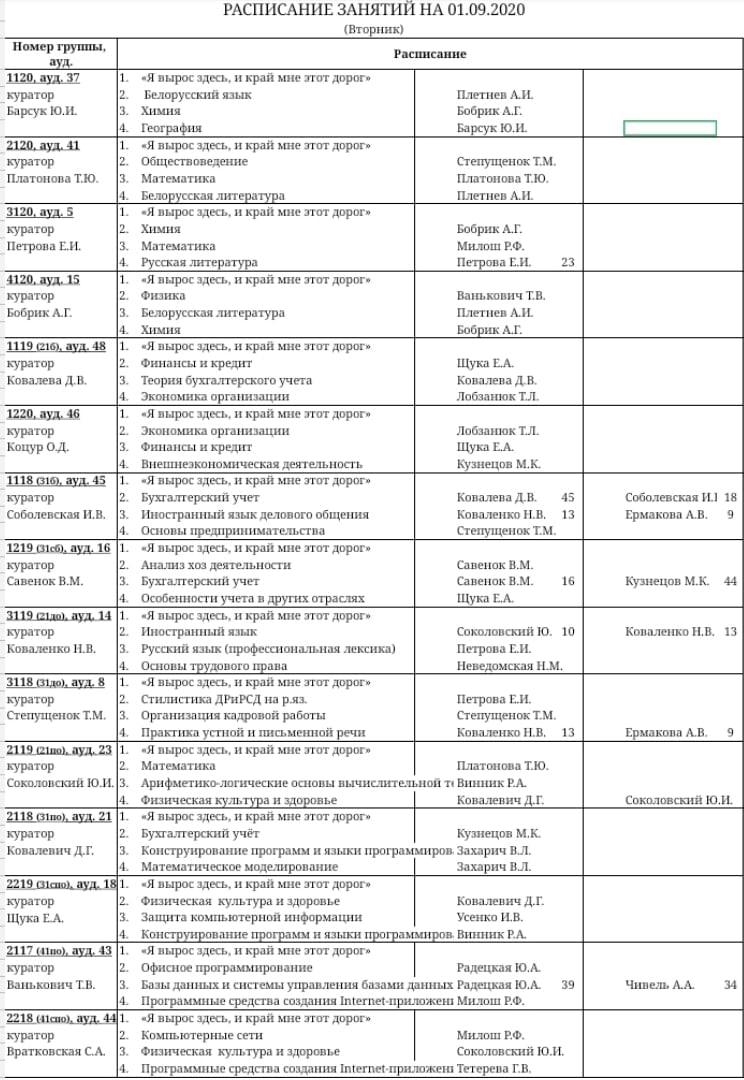 РАСПИСАНИЕ ЗАНЯТИЙ НА 01.09.2020
(Вторник)
Номер группы, ауд. Расписание
1120, ауд. 37 1. «Я вырос здесь, и край мне этот дорог»
куратор 2. Белорусский язык Плетнев А.И.
Барсук Ю.И. 3. Химия Бобрик А.Г.
4. География Барсук Ю.И.
2120, ауд. 41 1. «Я вырос здесь, и край мне этот дорог»
куратор 2. Обществоведение Степущенок Т.М.
Платонова Т.Ю. 3. Математика Платонова Т.Ю.
4. Белорусская литература Плетнев А.И.
3120, ауд. 5 1. «Я вырос здесь, и край мне этот дорог»
куратор 2. Химия Бобрик А.Г.
Петрова Е.И. 3. Математика Милош Р.Ф.
4. Русская литература Петрова Е.И. 23
4120, ауд. 15 1. «Я вырос здесь, и край мне этот дорог»
куратор 2. Физика Ванькович Т.В.
Бобрик А.Г. 3. Белорусская литература Плетнев А.И.
4. Химия Бобрик А.Г.
1119 (21б), ауд. 48 1. «Я вырос здесь, и край мне этот дорог»
куратор 2. Финансы и кредит Щука Е.А.
Ковалева Д.В. 3. Теория бухгалтерского учета Ковалева Д.В.
4. Экономика организации Лобзанюк Т.Л.
1220, ауд. 46 1. «Я вырос здесь, и край мне этот дорог»
куратор 2. Экономика организации Лобзанюк Т.Л.
Коцур О.Д. 3. Финансы и кредит Щука Е.А.
4. Внешнеэкономическая деятельность Кузнецов М.К.
1118 (31б), ауд. 45 1. «Я вырос здесь, и край мне этот дорог»
куратор 2. Бухгалтерский учет Ковалева Д.В. 45 Соболевская И.І 18
Соболевская И.В. 3. Иностранный язык делового общения Коваленко Н.В. 13 Ермакова А.В. 9
4. Основы предпринимательства Степущенок Т.М.
1219 (31сб), ауд. 16 1. «Я вырос здесь, и край мне этот дорог»
куратор 2. Анализ хоз деятельности Савенок В.М.
Савенок В.М. 3. Бухгалтерский учет Савенок В.М. 16 Кузнецов М.К. 44
4. Особенности учета в других отраслях Щука Е.А.
3119 (21до), ауд. 14 1. «Я вырос здесь, и край мне этот дорог»
куратор 2. Иностранный язык Соколовский Ю. 10 Коваленко Н.В. 13
Коваленко Н.В. 3. Русский язык (профессиональная лексика) Петрова Е.И.
4. Основы трудового права Неведомская Н.М.
3118 (31до), ауд. 8 1. «Я вырос здесь, и край мне этот дорог»
куратор 2. Стилистика ДРиРСД на р.яз. Петрова Е.И.
Степущенок Т.М. 3. Организация кадровой работы Степущенок Т.М.
4. Практика устной и письменной речи Коваленко Н.В. 13 Ермакова А.В. 9
2119 (21по), ауд. 23 1. «Я вырос здесь, и край мне этот дорог»
куратор 2. Математика Платонова Т.Ю.
Соколовский Ю.И. 3. Арифметико-логические основы вычислительной те Винник Р.А.
4. Физическая культура и здоровье Ковалевич Д.Г. Соколовский Ю.И.
2118 (31по), ауд. 21 1. «Я вырос здесь, и край мне этот дорог»
куратор 2. Бухгалтерский учёт Кузнецов М.К.
Ковалевич Д.Г. 3. Конструирование программ и языки программиров Захарич В.Л.
4. Математическое моделирование Захарич В.Л.
2219 (31спо), ауд. 18 1. «Я вырос здесь, и край мне этот дорог»
куратор 2. Физическая культура и здоровье Ковалевич Д.Г.
Щука Е.А. 3. Защита компьютерной информации Усенко И.В.
4. Конструирование программ и языки программиров Винник Р.А.
2117 (41по), ауд. 43 1. «Я вырос здесь, и край мне этот дорог»
куратор 2. Офисное программирование Радецкая Ю.А.
Ванькович Т.В. 3. Базы данных и системы управления базами данных Радецкая Ю.А. 39 Чивель А.А. 34
4. Программные средства создания Internet-приложени Милош Р.Ф.
2218 (41спо), ауд. 44 1. «Я вырос здесь, и край мне этот дорог»
куратор 2. Компьютерные сети Милош Р.Ф.
Вратковская С.А. 3. Физическая культура и здоровье Соколовский Ю.И.
4. Программные средства создания Internet-приложени Тетерева Г.В.